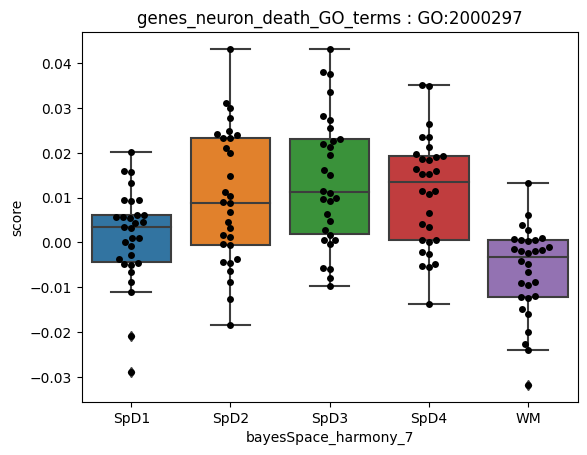 genes_neuron_death_GO_terms : GO:2000297
score
0.04
0.03
0.02
0.01
0.00
−0.01
−0.02
−0.03
SpD1 SpD2 SpD3 SpD4 WM
bayesSpace_harmony_7